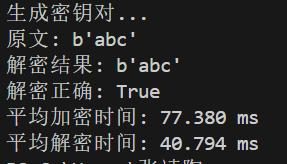 生成密钥对...
原文: b'abc'
解密结果: b'abc'
解密正确: True
平均加密时间: 77.380 ms
平均解密时间: 40.794 ms